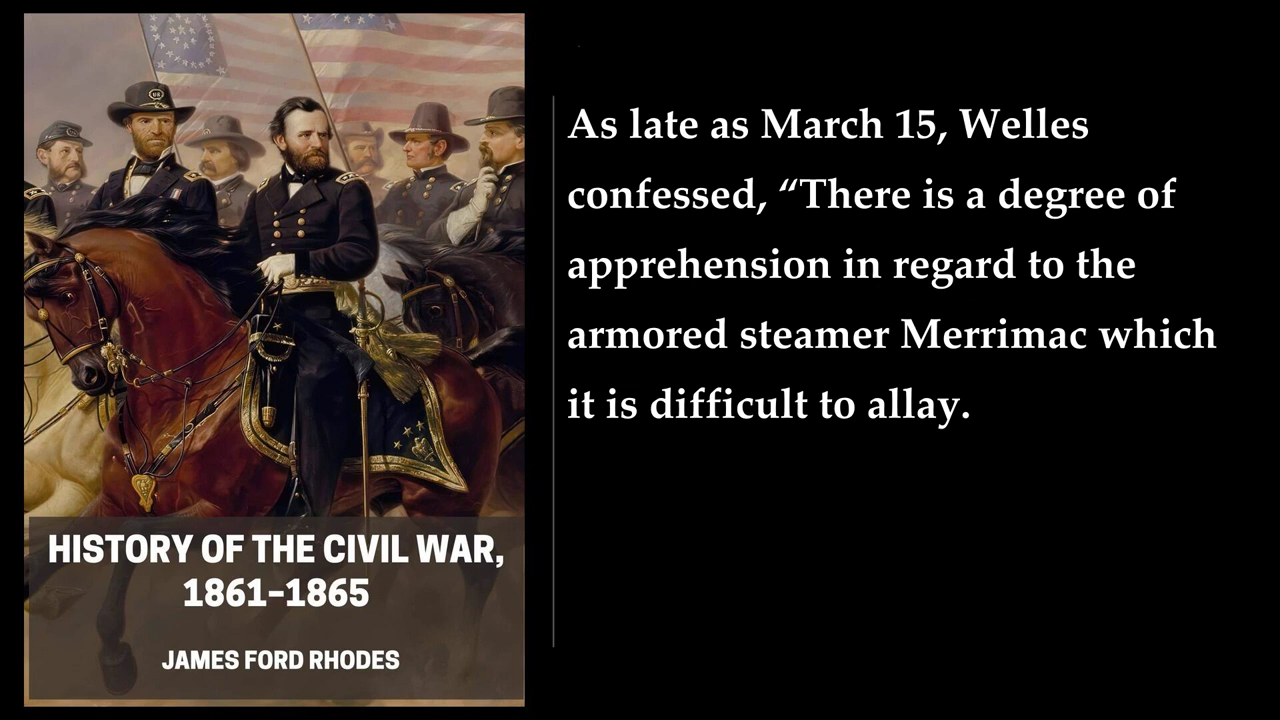 HISTORY OF THE CIVIL WAR,
1861–1865
JAMES FORD RHODES
As late as March 15, Welles
confessed, “There is a degree of
apprehension in regard to the
armored steamer Merrimac which
it is difficult to allay.